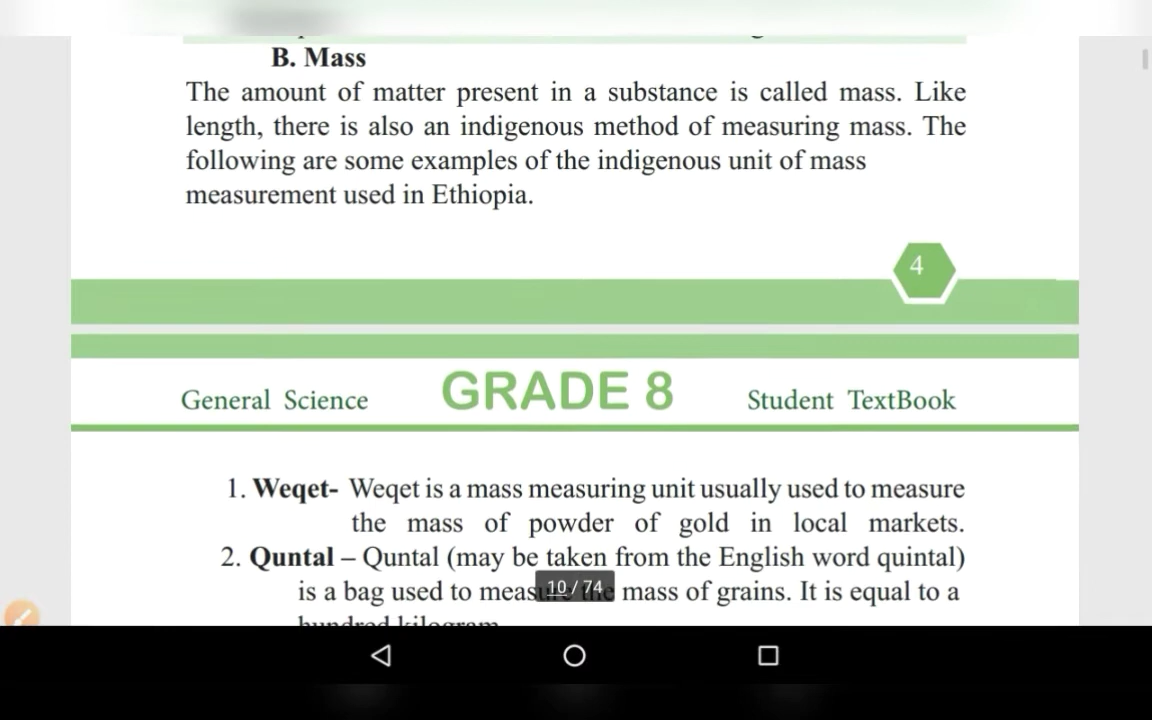 B. Mass
The amount of matter present in a substance is called mass. Like
length, there is also an indigenous method of measuring mass. The
following are some examples of the indigenous unit of mass
measurement used in Ethiopia.
4
General Science GRADE 8 Student TextBook
1. Weqet- Weqet is a mass measuring unit usually used to measure
the mass of powder of gold in local markets.
2. Quntal – Quntal (may be taken from the English word quintal)
is a bag used to measure the mass of grains. It is equal to a
10 / 74
hundred kilogram